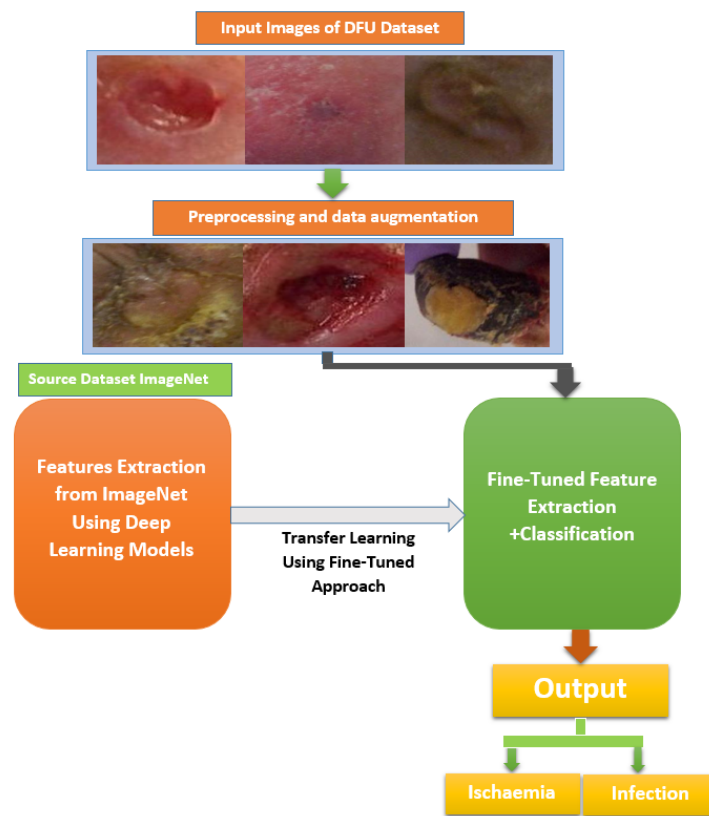 Input Images of DFU Dataset
Preprocessing and data augmentation
Source Dataset ImageNet
Features Extraction
from ImageNet
Using Deep
Learning Models
Transfer Learning
Using Fine-Tuned
Approach
Fine-Tuned Feature
Extraction
+Classification
Output
Ischaemia
Infection